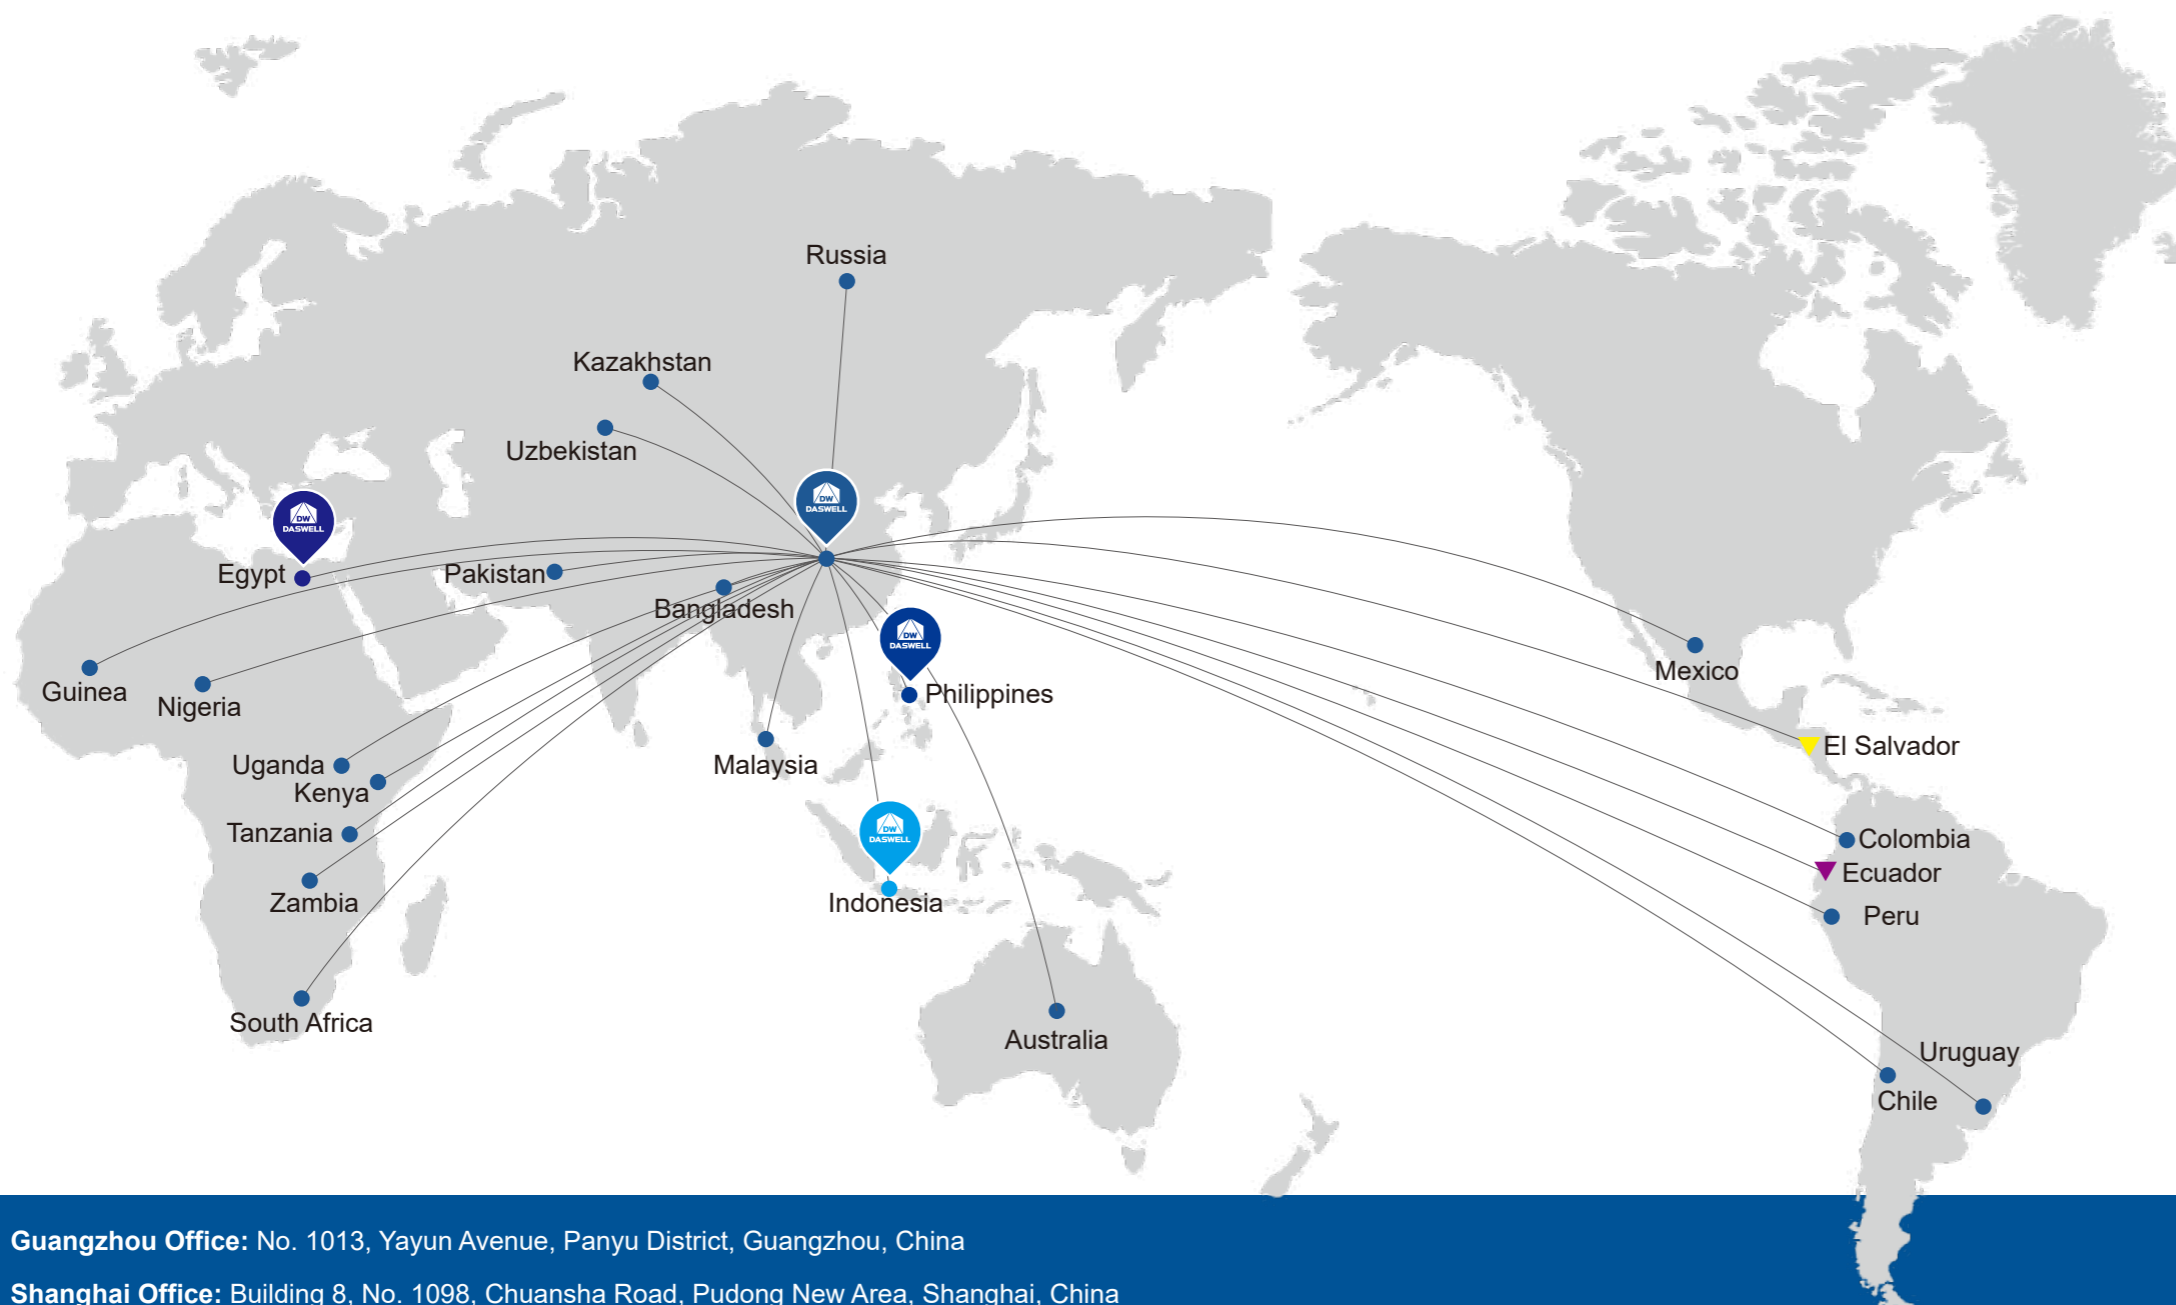 Russia
Kazakhstan
Uzbekistan
DW
DASWELL
DW
DASWELL
Egypt
Pakistan
Bangladesh
DW
DASWELL
Mexico
Guinea
Nigeria
Philippines
El Salvador
Uganda
Malaysia
Kenya
Tanzania
DW
DASWELL
Colombia
Ecuador
Zambia
Indonesia
Peru
South Africa
Australia
Uruguay
Chile
Guangzhou Office: No. 1013, Yayun Avenue, Panyu District, Guangzhou, China
Shanghai Office: Building 8, No. 1098, Chuansha Road, Pudong New Area, Shanghai, China